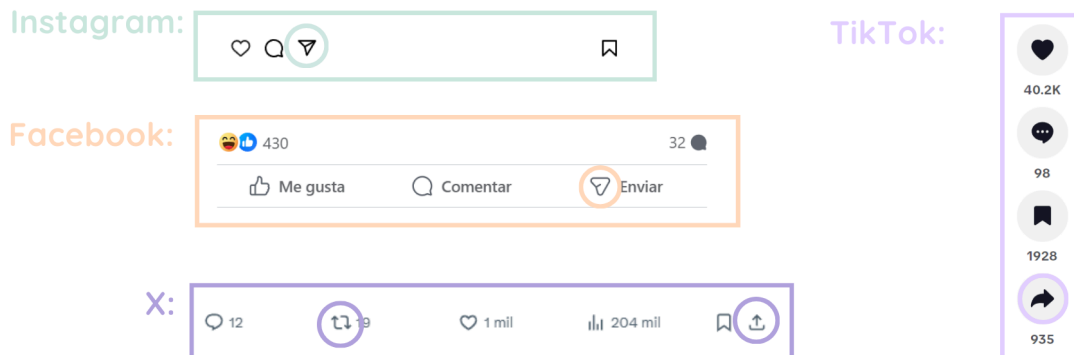 Instagram:
TikTok:
40.2K
98
1928
935
Facebook:
430
32
Me gusta
Comentar
Enviar
X:
12
19
1 mil
204 mil